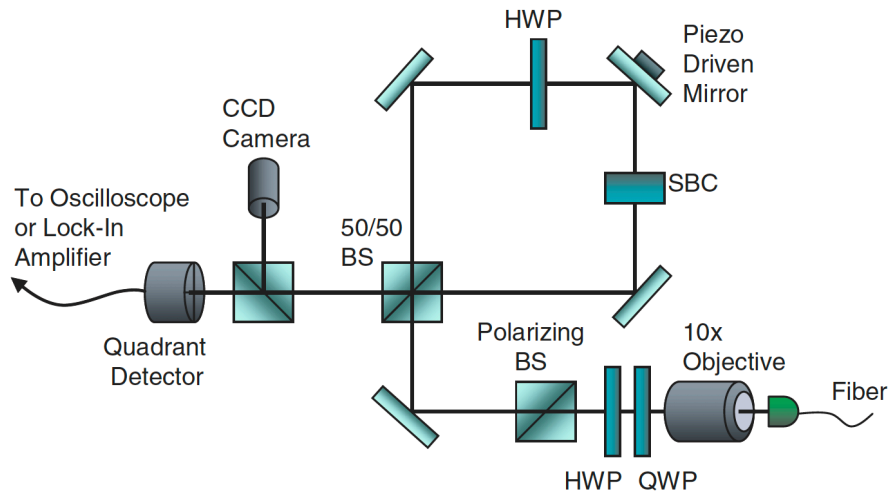 HWP
Piezo
Driven
Mirror
CCD
Camera
SBC
To Oscilloscope
or Lock-In
Amplifier
50/50
BS
Quadrant
Detector
Polarizing
BS
10x
Objective
Fiber
HWP
QWP